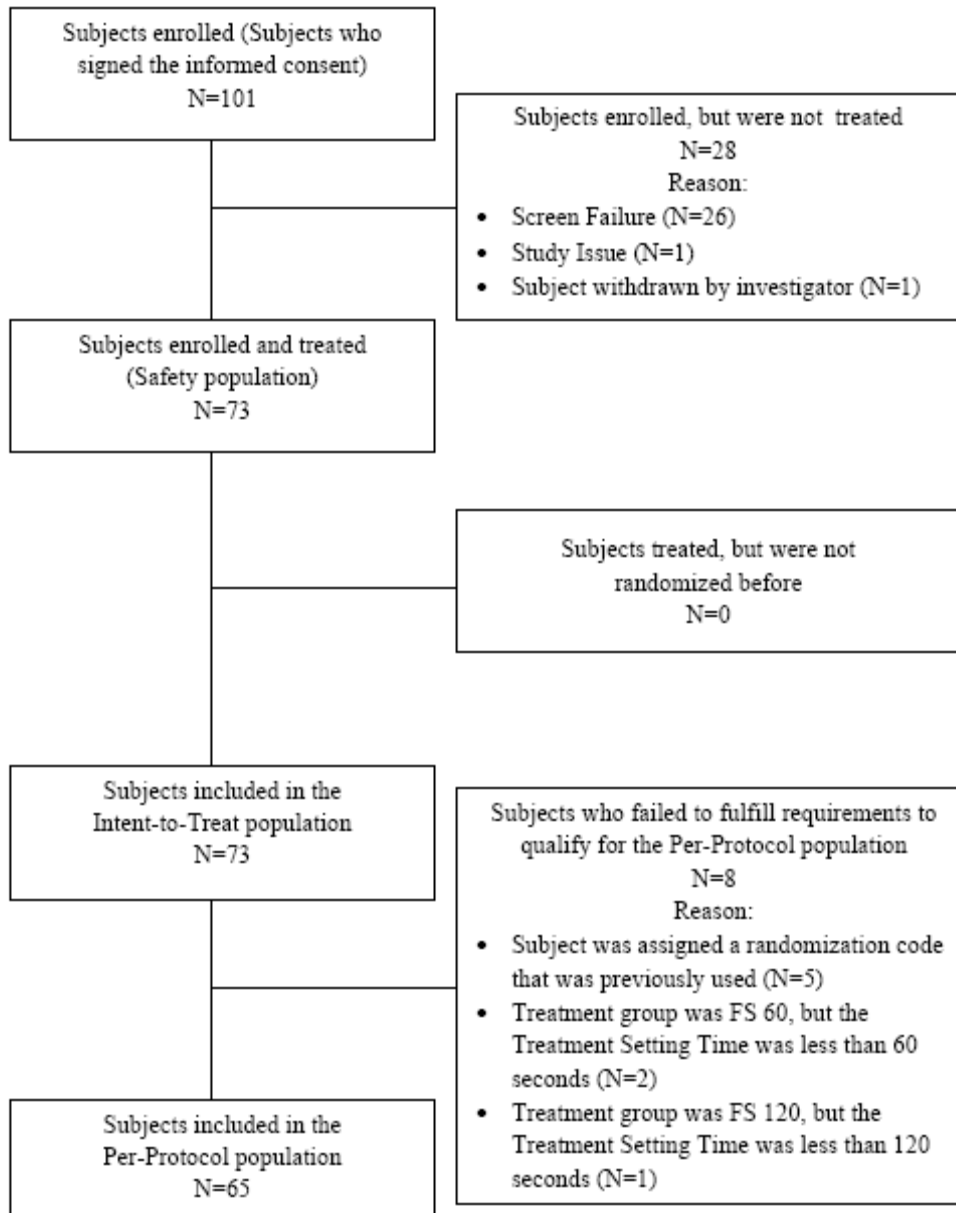 Subjects enrolled (Subjects who
signed the informed consent)
N=101
Subjects enrolled, but were not treated
N=28
Reason:
• Screen Failure (N=26)
• Study Issue (N=1)
• Subject withdrawn by investigator (N=1)
Subjects enrolled and treated
(Safety population)
N=73
Subjects treated, but were not
randomized before
N=0
Subjects included in the
Intent-to-Treat population
N=73
Subjects who failed to fulfill requirements to
qualify for the Per-Protocol population
N=8
Reason:
• Subject was assigned a randomization code
that was previously used (N=5)
• Treatment group was FS 60, but the
Treatment Setting Time was less than 60
seconds (N=2)
• Treatment group was FS 120, but the
Treatment Setting Time was less than 120
seconds (N=1)
Subjects included in the
Per-Protocol population
N=65